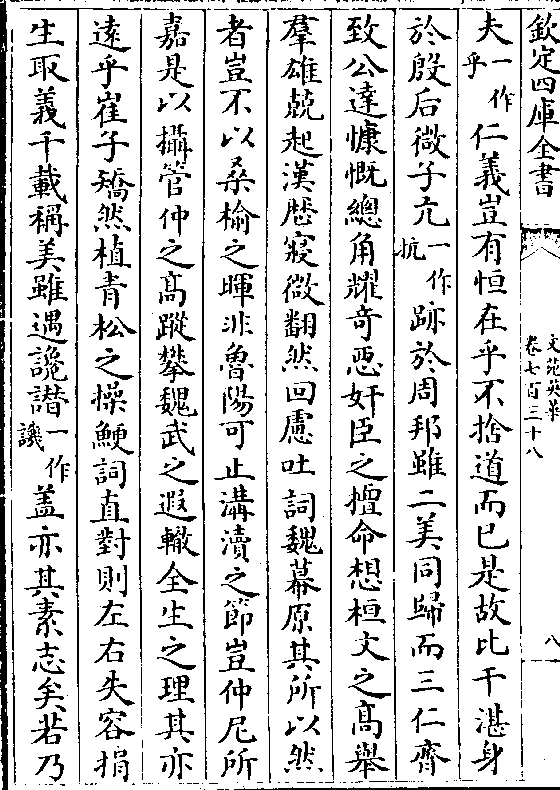 欽定四庫全書
文苑英華
卷七百三十八
八
夫一作乎仁義豈有恒在乎不捨道而已是故比干湛身
於殷后微子亢一作抗跡於周邦雖二美同歸而三仁齊
致公達慷慨總角耀奇惡奸臣之擅命想桓文之高舉
羣雄兢起漢歴寖微翻然回慮吐詞魏幕原其所以然
者豈不以桑榆之暉非魯陽可止溝瀆之節豈仲尼所
嘉是以攝管仲之高蹤攀魏武之遐轍全生之理其亦
遠乎崔子矯然植青松之操鯁詞直對則左右失容捐
生取義千載稱美雖遇讒譖一作譏盖亦其素志矣若乃